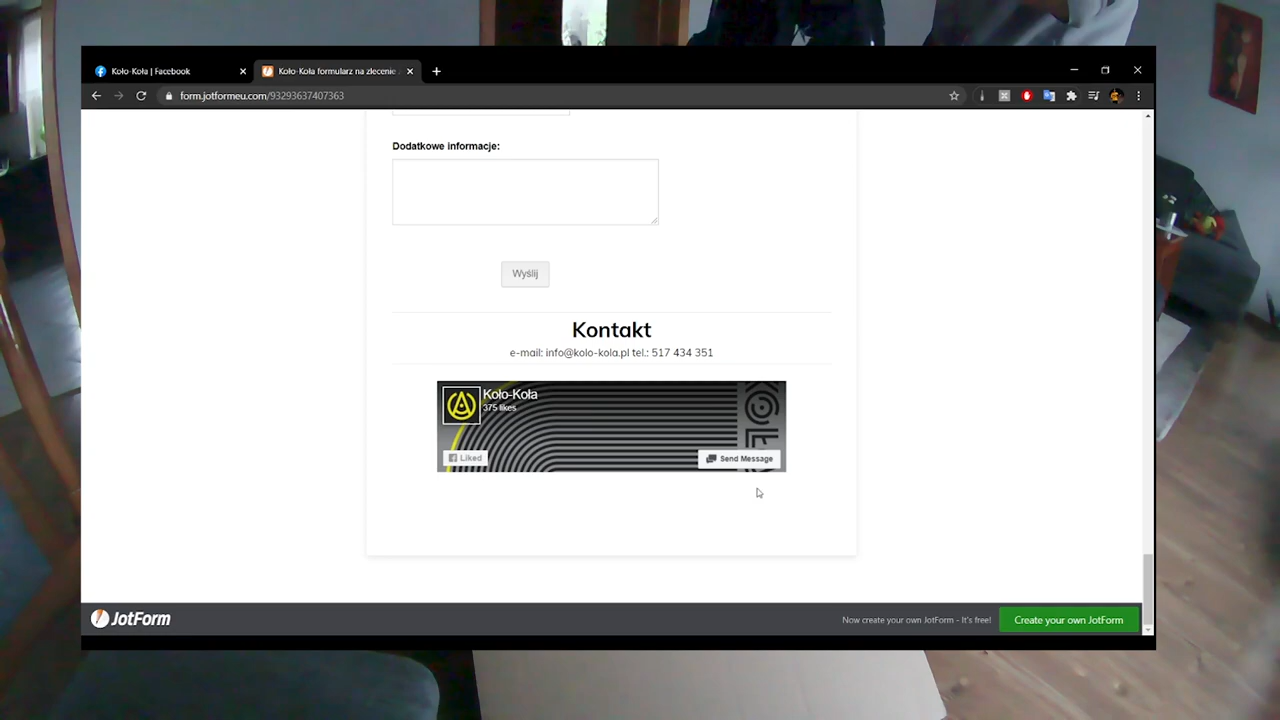 Koło-Koła | Facebook
Koło-Koła formularz na zlecenie
form.jotformeu.com/93293637407363
Dodatkowe informacje:
Wyślij
Kontakt
e-mail: info@kolo-kola.pl tel.: 517 434 351
Koło-Koła
375 likes
Liked
Send Message
JotForm
Now create your own JotForm - It's free!
Create your own JotForm